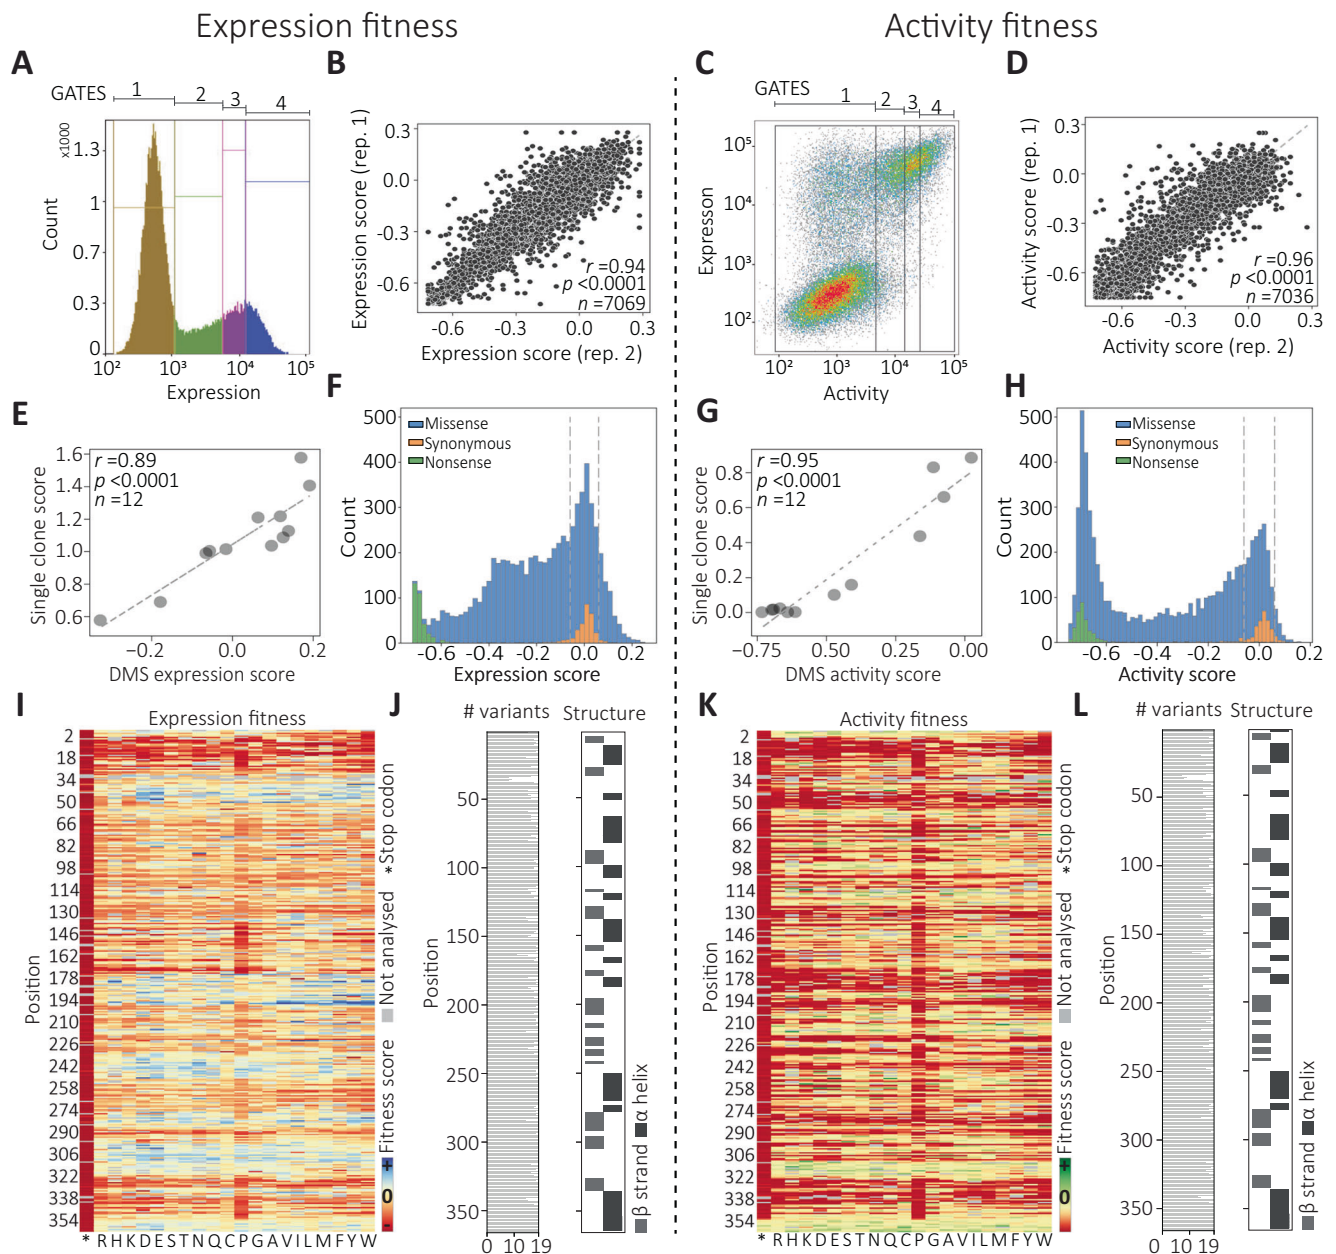 Expression fitness
Activity fitness
A
GATES
1
2
3
4
x1000
1.3
1
0.7
0.3
0
Count
10²
10³
10⁴
10⁵
Expression
B
0.3
0.0
-0.3
-0.6
Expression score (rep. 1)
r =0.94
p <0.0001
n =7069
-0.6
-0.3
0.0
0.3
Expression score (rep. 2)
C
GATES
1
2
3
4
10⁵
10⁴
10³
10²
Expresson
10²
10³
10⁴
10⁵
Activity
D
0.3
0.0
-0.3
-0.6
Activity score (rep. 1)
r =0.96
p <0.0001
n =7036
-0.6
-0.3
0.0
0.3
Activity score (rep. 2)
E
1.6
1.4
1.2
1.0
0.8
0.6
Single clone score
r =0.89
p <0.0001
n =12
−0.2
0.0
0.2
DMS expression score
F
500
400
300
200
100
0
Count
Missense
Synonymous
Nonsense
-0.6
-0.4
-0.2
0.0
0.2
Expression score
G
0.8
0.6
0.4
0.2
0.0
Single clone score
r =0.95
p <0.0001
n =12
−0.75
−0.50
−0.25
0.00
DMS activity score
H
500
400
300
200
100
0
Count
Missense
Synonymous
Nonsense
-0.6
-0.4
-0.2
0.0
0.2
Activity score
I
Expression fitness
2
18
34
50
66
82
98
114
130
146
162
178
194
210
226
242
258
274
290
306
322
338
354
Position
* R H K D E S T N Q C P G A V I L M F Y W
*Stop codon
Not analysed
Fitness score
+
0
-
J
# variants
Structure
50
100
150
200
250
300
350
Position
0 10 19
β strand
α helix
K
Activity fitness
2
18
34
50
66
82
98
114
130
146
162
178
194
210
226
242
258
274
290
306
322
338
354
Position
* R H K D E S T N Q C P G A V I L M F Y W
*Stop codon
Not analysed
Fitness score
+
0
-
L
# variants
Structure
50
100
150
200
250
300
350
Position
0 10 19
β strand
α helix